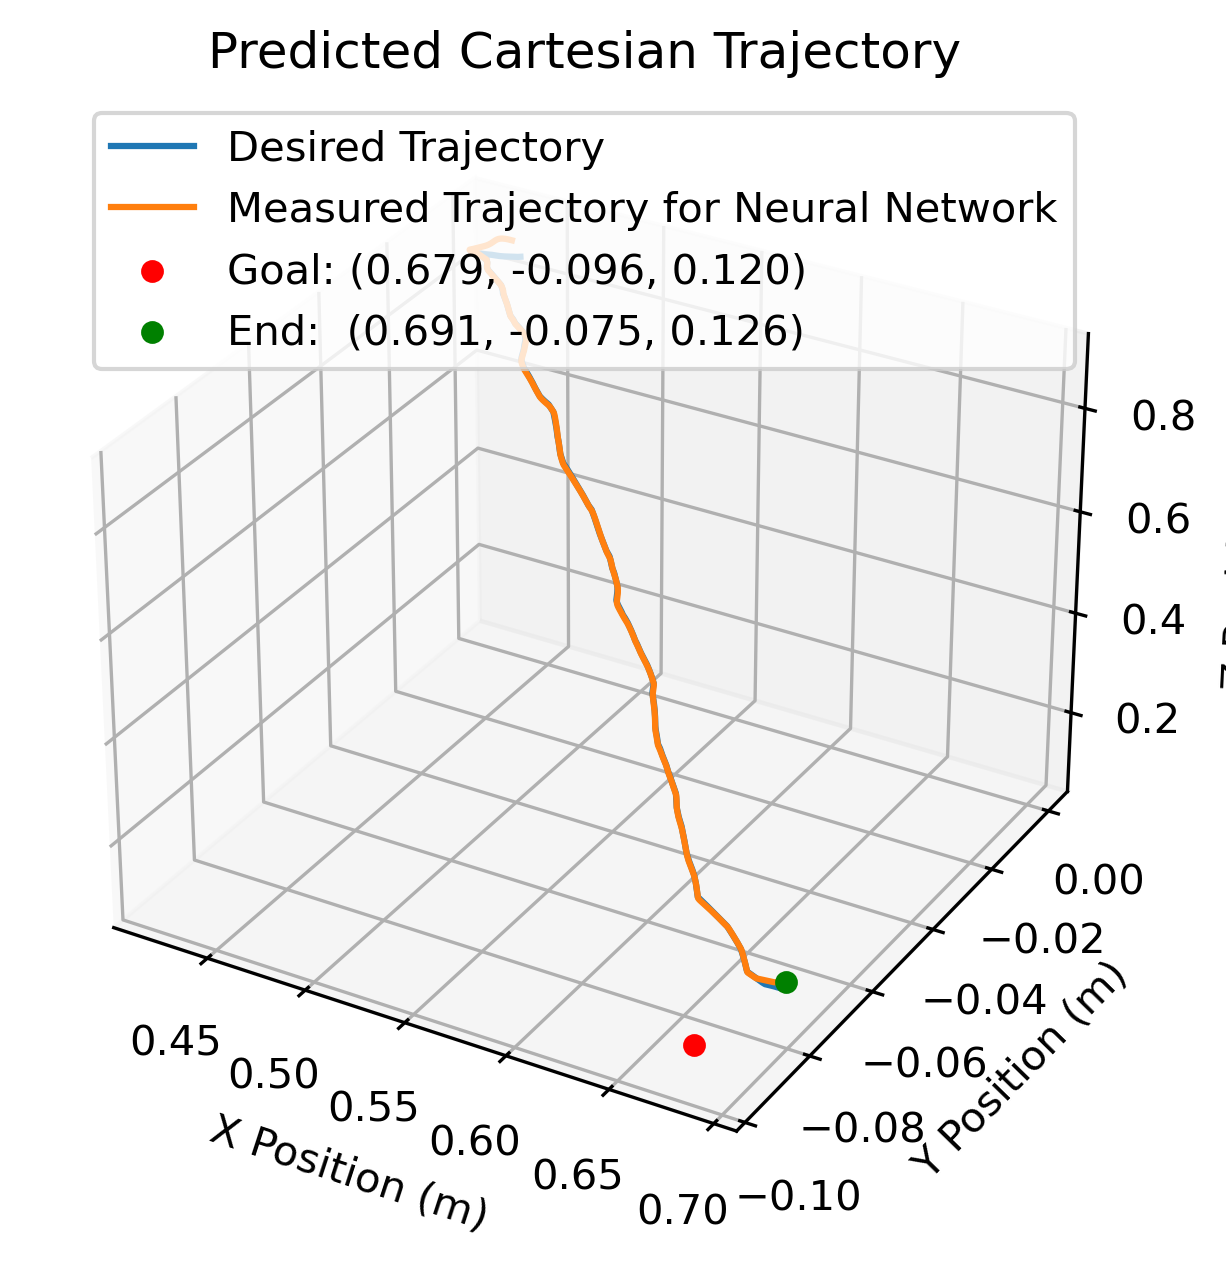 Predicted Cartesian Trajectory
Desired Trajectory
Measured Trajectory for Neural Network
Goal: (0.679, -0.096, 0.120)
End: (0.691, -0.075, 0.126)
0.8
0.6
0.4
0.2
0.00
−0.02
−0.04
−0.06
−0.08
−0.10
Y Position (m)
0.45
0.50
0.55
0.60
0.65
0.70
X Position (m)